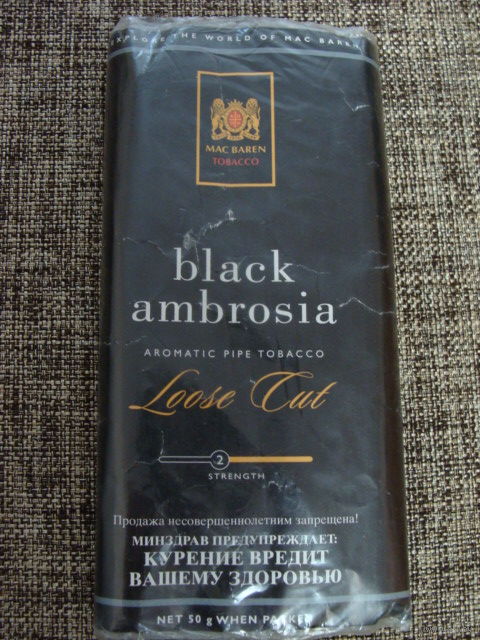 EXPLORE THE WORLD OF MAC BAREN
MAC BAREN
TOBACCO
black
ambrosia
AROMATIC PIPE TOBACCO
Loose Cut
2
STRENGTH
Продажа несовершеннолетним запрещена!
МИНЗДРАВ ПРЕДУПРЕЖДАЕТ:
КУРЕНИЕ ВРЕДИТ
ВАШЕМУ ЗДОРОВЬЮ
NET 50 g WHEN PACKED